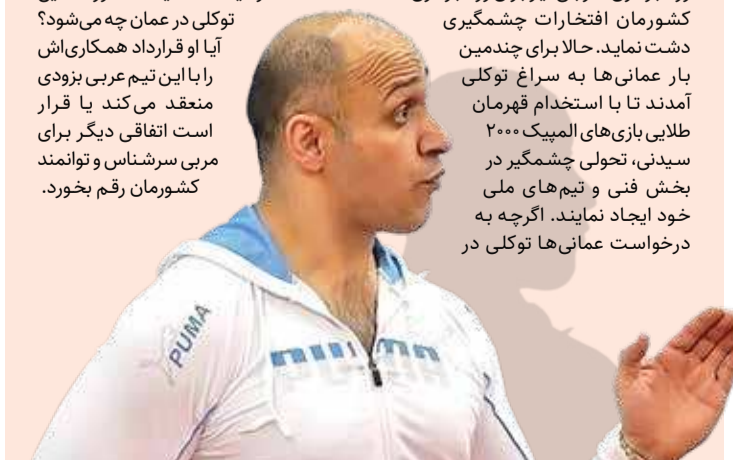 کشورمان افتخارات چشمگیری
دشت نماید. حالا برای چندمین
بار عمانی‌ها به سراغ توکلی
آمدند تا با استخدام قهرمان
طلایی بازی‌های المپیک ۲۰۰۰
سیدنی، تحولی چشمگیر در
بخش فنی و تیم‌های ملی
خود ایجاد نمایند. اگرچه به
درخواست عمانی‌ها توکلی در
توکلی در عمان چه می‌شود؟
آیا او قرارداد همکاری‌اش
را با این تیم عربی بزودی
منعقد می‌کند یا قرار
است اتفاقی دیگر برای
مربی سرشناس و توانمند
کشورمان رقم بخورد.
PUMA
PUMA